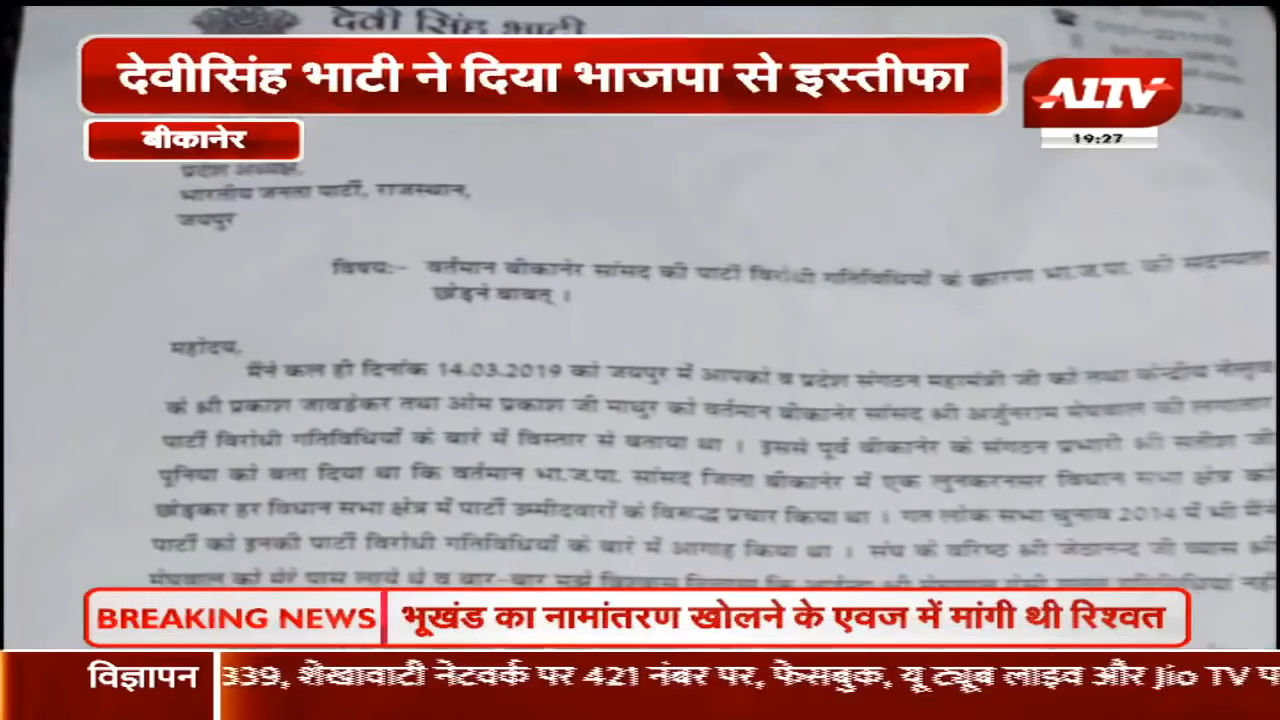 देवी सिंह भाटी
देवीसिंह भाटी ने दिया भाजपा से इस्तीफा
ALTV
19:27
बीकानेर
प्रदेश अध्यक्ष,
भारतीय जनता पार्टी, राजस्थान,
जयपुर
विषय:- वर्तमान बीकानेर सांसद की पार्टी विरोधी गतिविधियों के कारण भा.ज.पा. की सदस्यता
छोड़ने बाबत् ।
महोदय,
मैंने कल ही दिनांक 14.03.2019 को जयपुर में आपको व प्रदेश संगठन महामंत्री जी को तथा केन्द्रीय नेतृत्व
के श्री प्रकाश जावडेकर तथा ओम प्रकाश जी माथुर को वर्तमान बीकानेर सांसद श्री अर्जुनराम मेघवाल की लगातार
पार्टी विरोधी गतिविधियों के बारे में विस्तार से बताया था । इससे पूर्व बीकानेर के संगठन प्रभारी श्री सतीश जी
पूनिया को बता दिया था कि वर्तमान भा.ज.पा. सांसद जिला बीकानेर में एक लुनकरनसर विधान सभा क्षेत्र को
छोड़कर हर विधान सभा क्षेत्र में पार्टी उम्मीदवारों के विरूद्ध प्रचार किया था । गत लोक सभा चुनाव 2014 में भी मैंने
पार्टी को इनकी पार्टी विरोधी गतिविधियों के बारे में आगाह किया था । संघ के वरिष्ठ श्री जेठानन्द जी व्यास श्री
मेघवाल को मेरे पास लाये थे व बार-बार मुझे
BREAKING NEWS भूखंड का नामांतरण खोलने के एवज में मांगी थी रिश्वत
विज्ञापन 339, शेखावाटी नेटवर्क पर 421 नंबर पर, फेसबुक, यू ट्यूब लाइव और Jio TV प